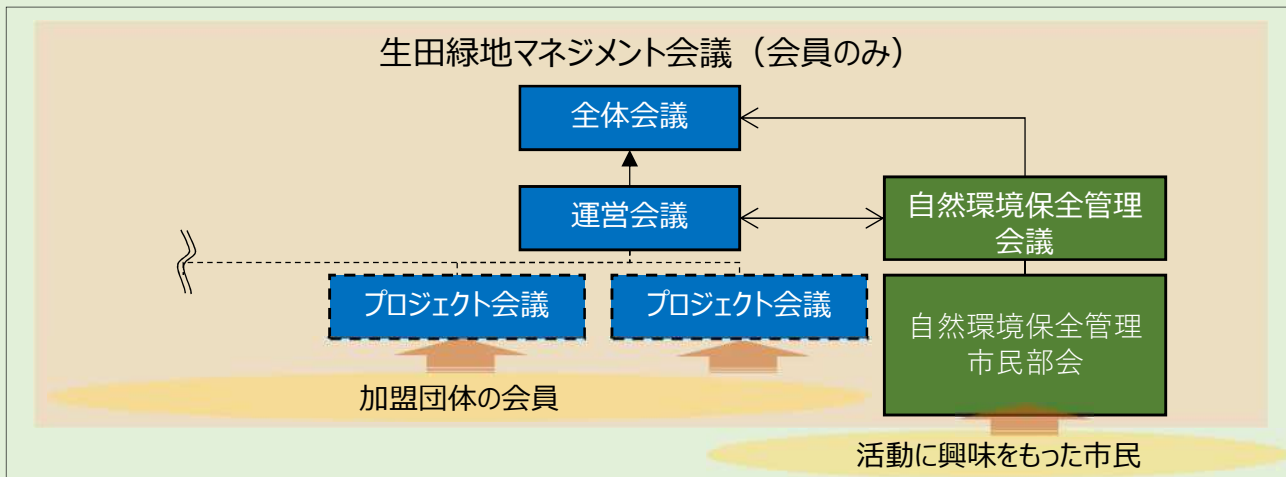 生田緑地マネジメント会議（会員のみ）
全体会議
運営会議
自然環境保全管理
会議
プロジェクト会議
プロジェクト会議
自然環境保全管理
市民部会
加盟団体の会員
活動に興味をもった市民